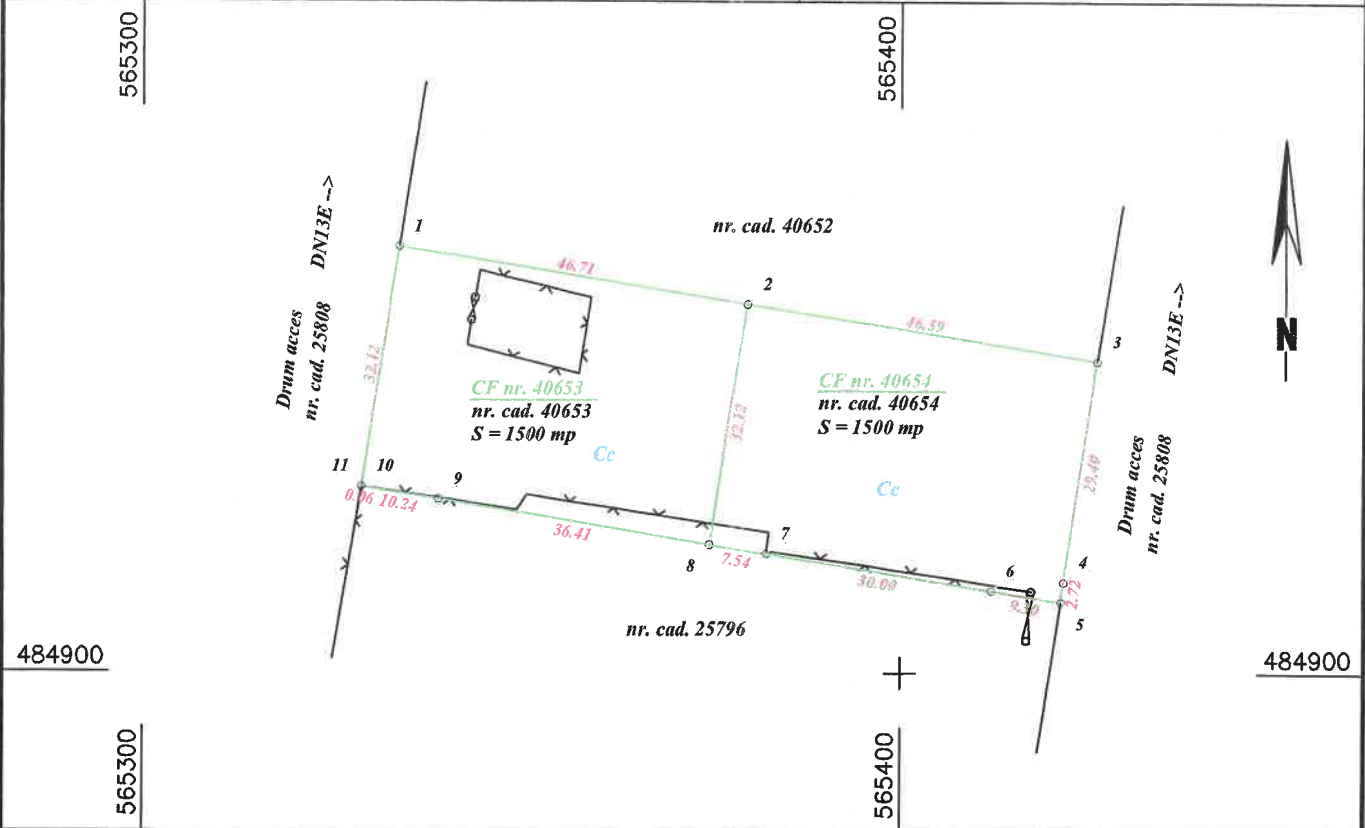 565300
565400
DN13E -->
1
nr. cad. 40652
46.71
2
46.39
3
DN13E -->
N
Drum acces
nr. cad. 25808
32.12
CF nr. 40653
nr. cad. 40653
S = 1500 mp
Cc
32.12
CF nr. 40654
nr. cad. 40654
S = 1500 mp
Cc
29.40
Drum acces
nr. cad. 25808
11
10
9
0.06
10.24
36.41
8
7
7.54
30.00
6
4
2.72
5
nr. cad. 25796
484900
484900
565300
565400